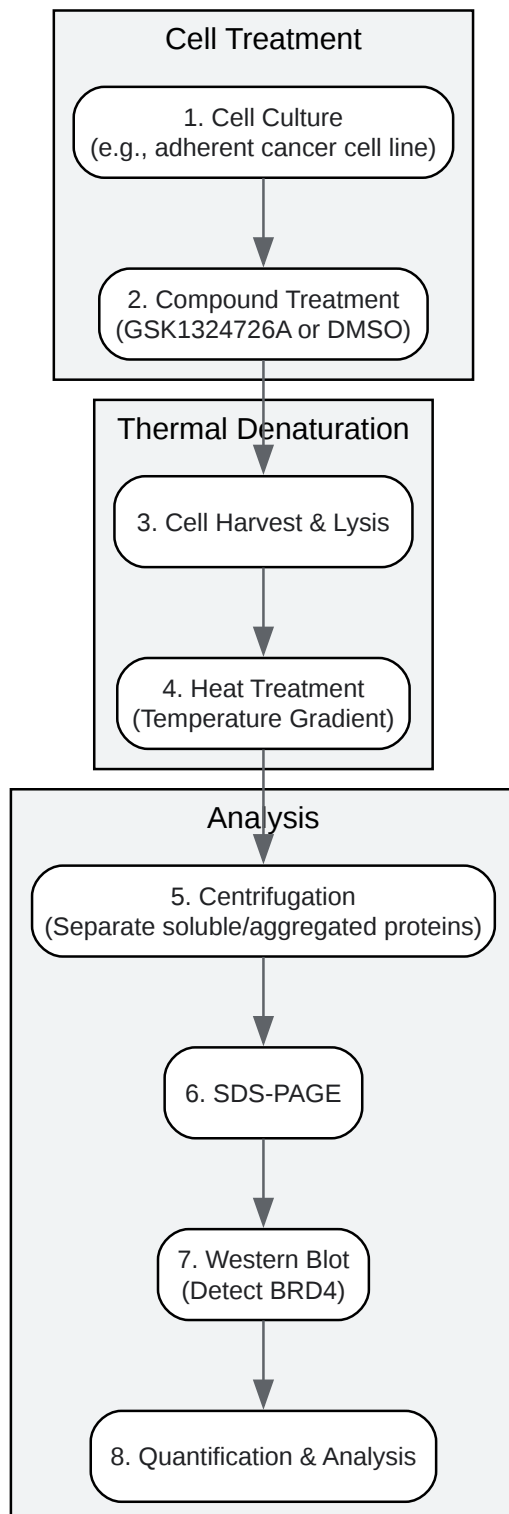 Cell Treatment
1. Cell Culture
(e.g., adherent cancer cell line)
2. Compound Treatment
(GSK1324726A or DMSO)
Thermal Denaturation
3. Cell Harvest & Lysis
4. Heat Treatment
(Temperature Gradient)
Analysis
5. Centrifugation
(Separate soluble/aggregated proteins)
6. SDS-PAGE
7. Western Blot
(Detect BRD4)
8. Quantification & Analysis